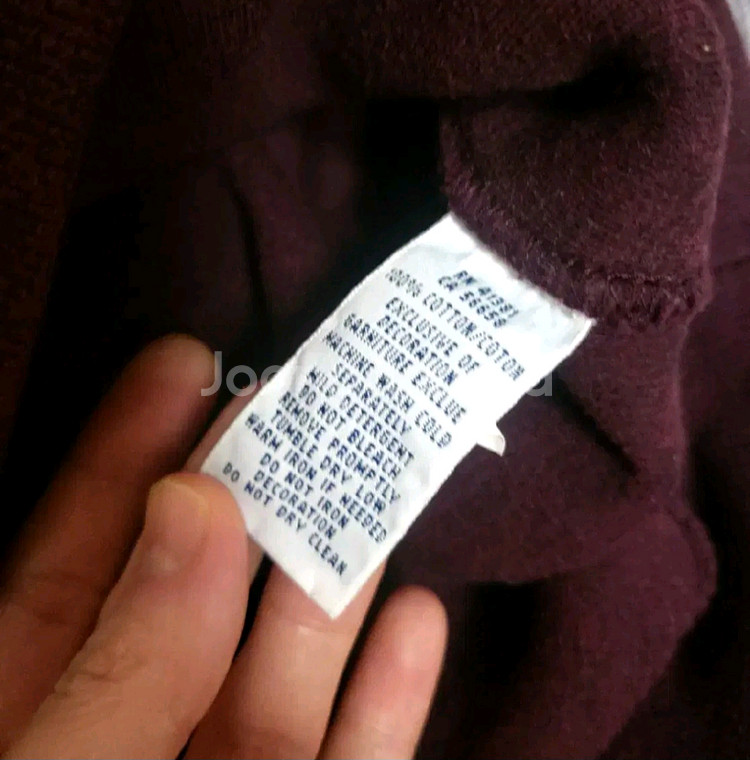 RN 41381
CA 56658
100% COTTON/COTON
EXCLUSIVE OF
DECORATION
GARNITURE EXCLUE
MACHINE WASH COLD
SEPARATELY
MILD DETERGENT
DO NOT BLEACH
REMOVE PROMPTLY
TUMBLE DRY LOW
WARM IRON IF NEEDED
DO NOT IRON
DECORATION
DO NOT DRY CLEAN